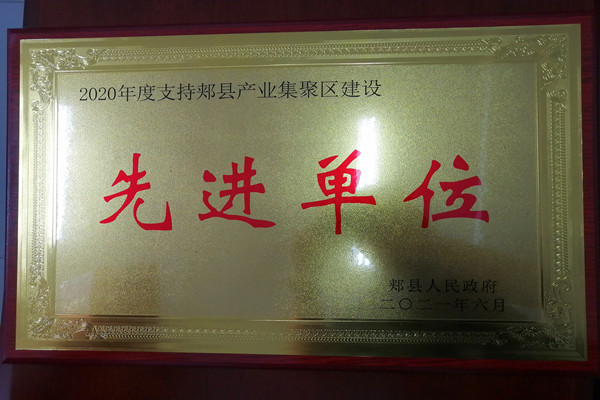 2020年度支持郏县产业集聚区建设
先进单位
郏县人民政府
二〇二一年六月